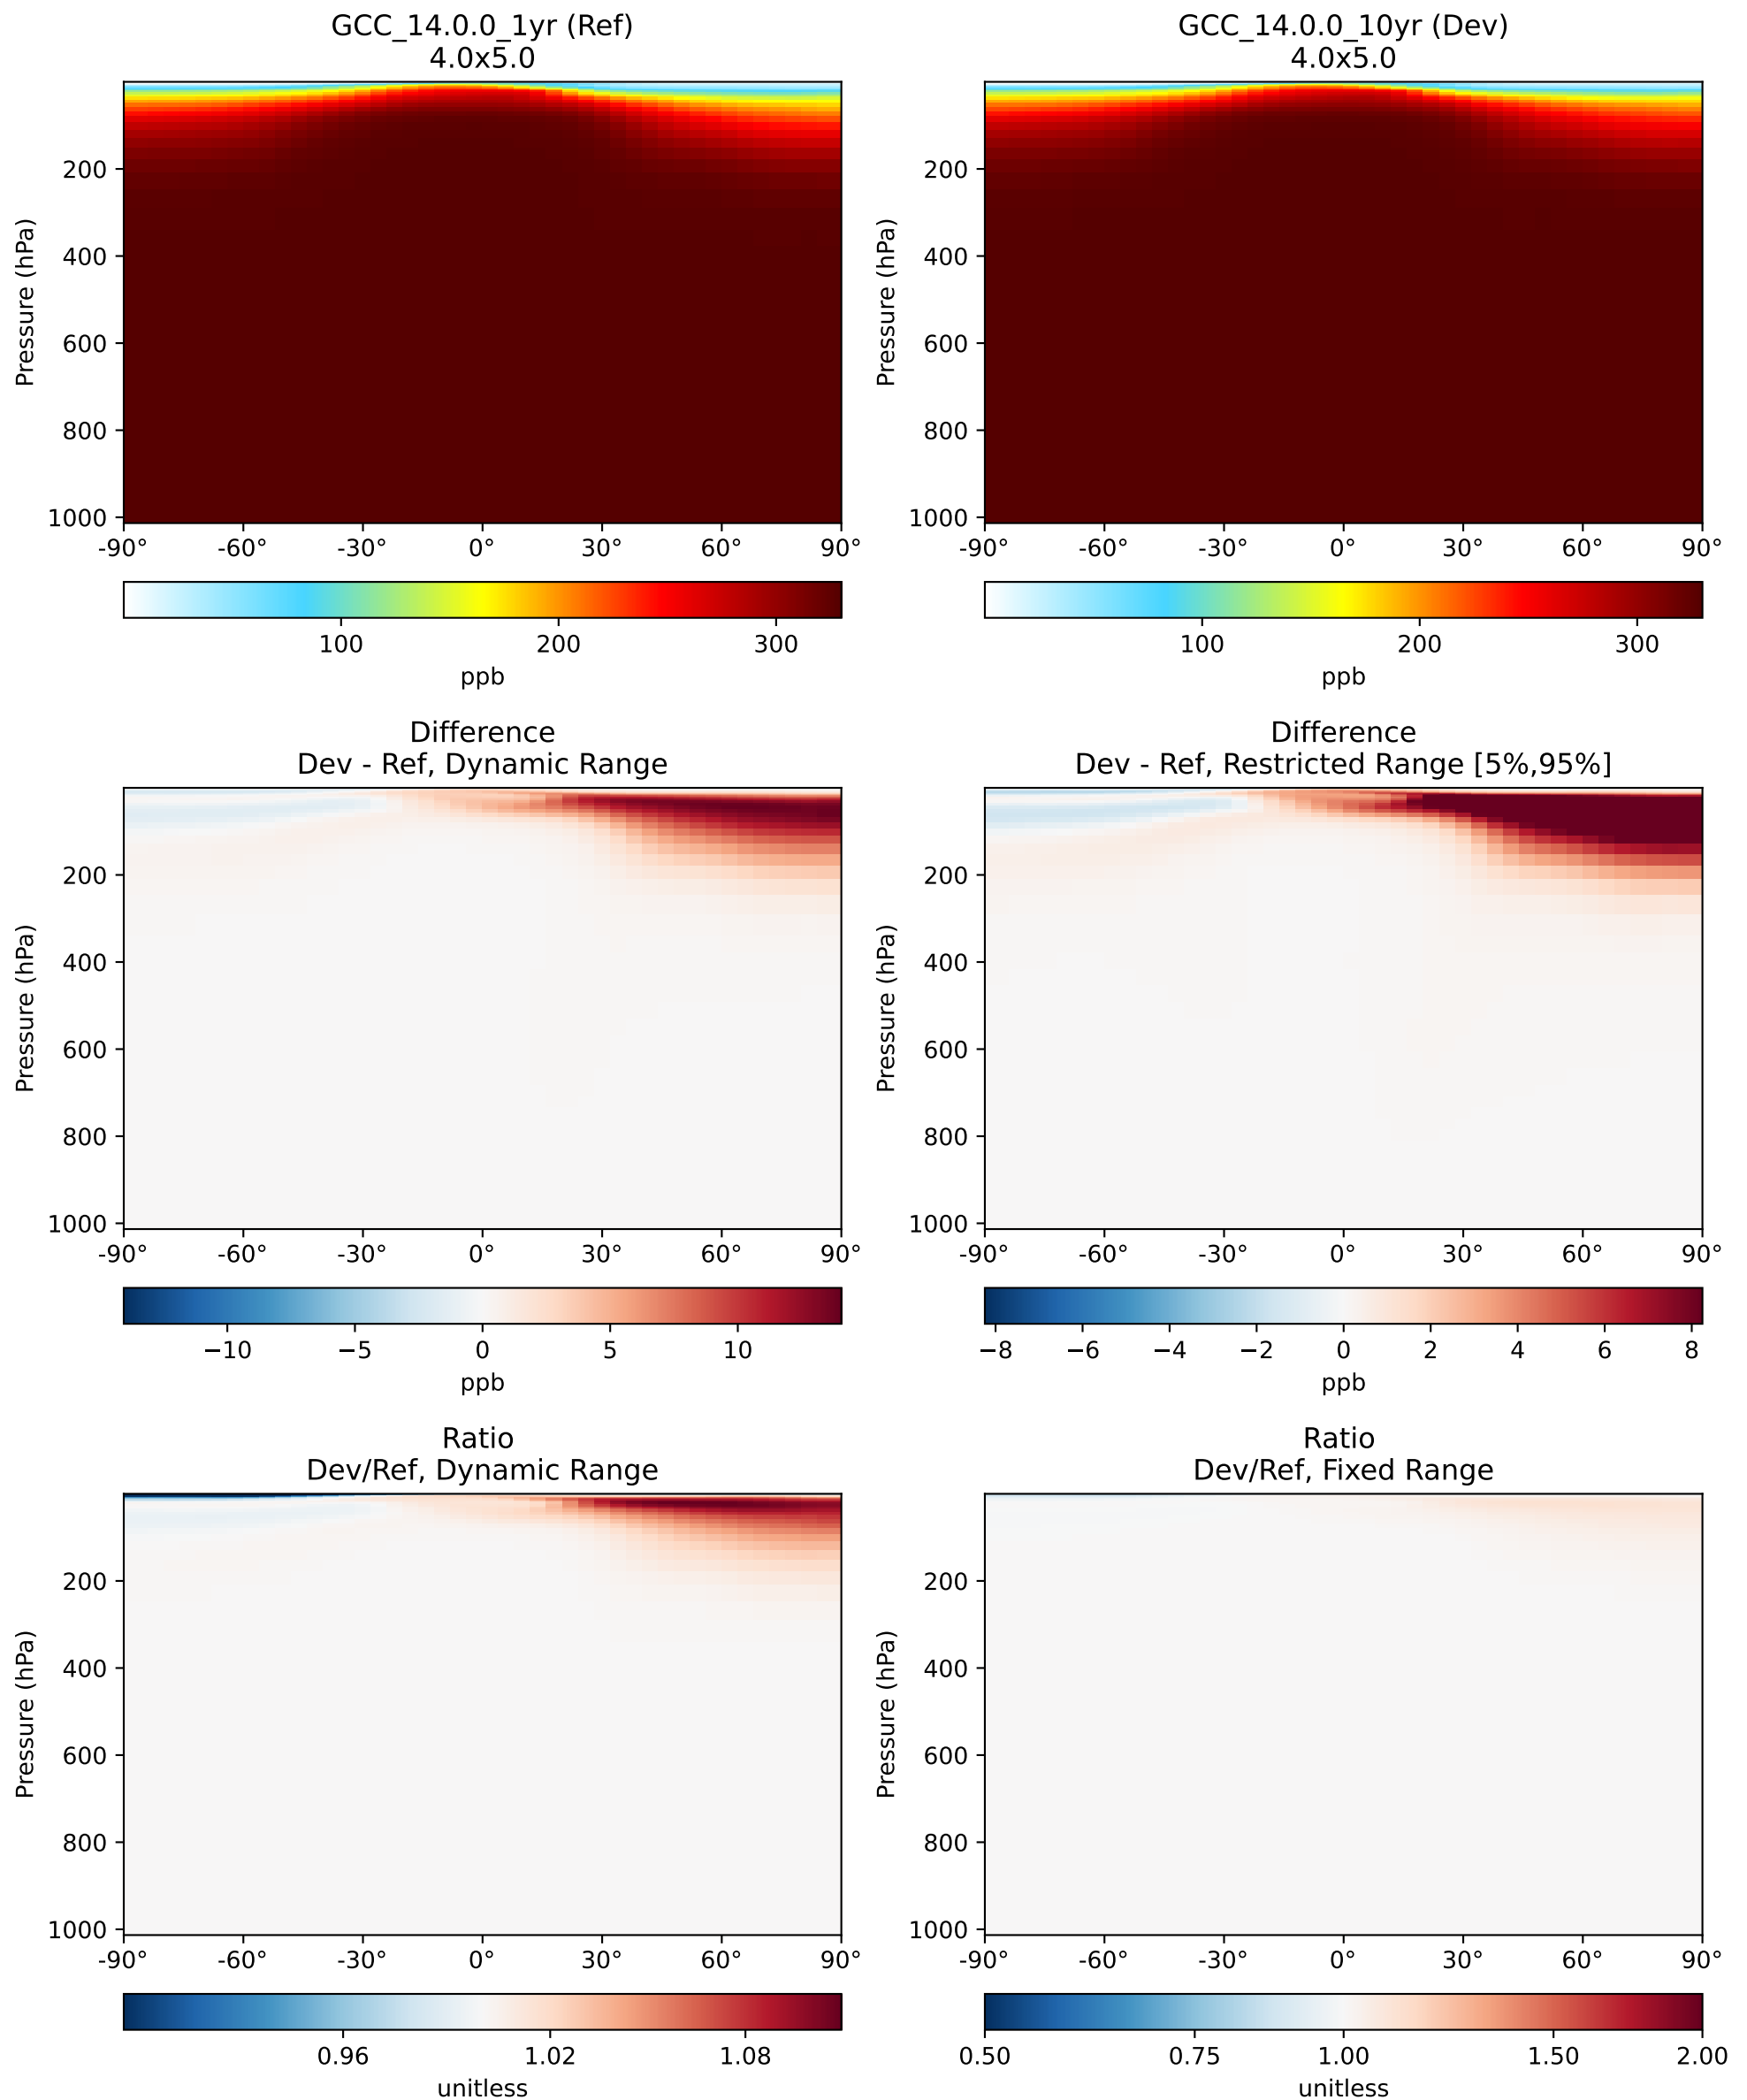 GCC_14.0.0_1yr (Ref)
4.0x5.0
Pressure (hPa)
200
400
600
800
1000
-90° -60° -30° 0° 30° 60° 90°
100 200 300
ppb
GCC_14.0.0_10yr (Dev)
4.0x5.0
Pressure (hPa)
200
400
600
800
1000
-90° -60° -30° 0° 30° 60° 90°
100 200 300
ppb
Difference
Dev - Ref, Dynamic Range
Pressure (hPa)
200
400
600
800
1000
-90° -60° -30° 0° 30° 60° 90°
−10 −5 0 5 10
ppb
Difference
Dev - Ref, Restricted Range [5%,95%]
Pressure (hPa)
200
400
600
800
1000
-90° -60° -30° 0° 30° 60° 90°
−8 −6 −4 −2 0 2 4 6 8
ppb
Ratio
Dev/Ref, Dynamic Range
Pressure (hPa)
200
400
600
800
1000
-90° -60° -30° 0° 30° 60° 90°
0.96 1.02 1.08
unitless
Ratio
Dev/Ref, Fixed Range
Pressure (hPa)
200
400
600
800
1000
-90° -60° -30° 0° 30° 60° 90°
0.50 0.75 1.00 1.50 2.00
unitless